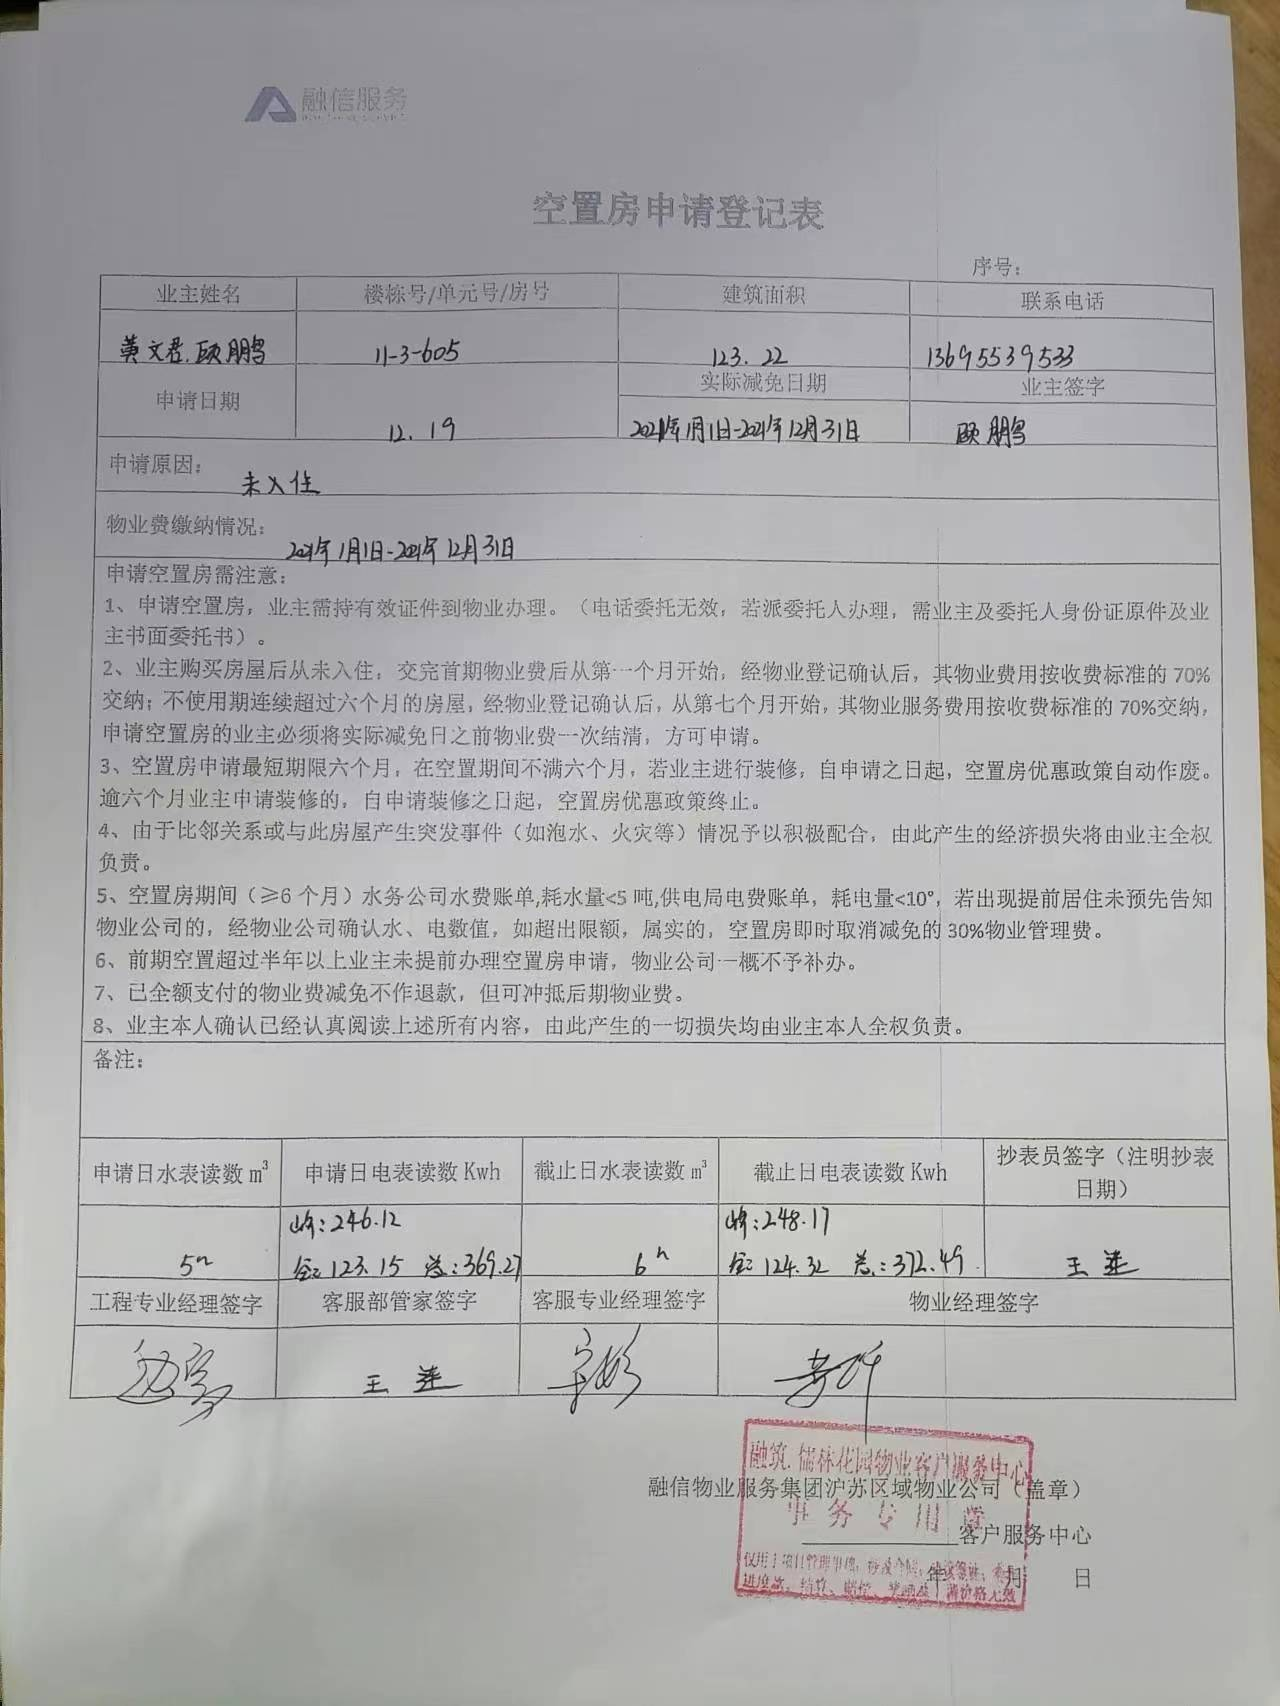 融信服务
空置房申请登记表
序号：
业主姓名 楼栋号/单元号/房号 建筑面积 联系电话
黄文君.顾鹏 11-3-605 123.22 13695539533
申请日期 实际减免日期 业主签字
12.19 2021年1月1日-2021年12月31日 顾鹏
申请原因：
未入住
物业费缴纳情况：
2021年1月1日-2021年12月31日
申请空置房需注意：
1、申请空置房，业主需持有效证件到物业办理。（电话委托无效，若派委托人办理，需业主及委托人身份证原件及业
主书面委托书）。
2、业主购买房屋后从未入住，交完首期物业费后从第一个月开始，经物业登记确认后，其物业费用按收费标准的70%
交纳；不使用期连续超过六个月的房屋，经物业登记确认后，从第七个月开始，其物业服务费用按收费标准的70%交纳，
申请空置房的业主必须将实际减免日之前物业费一次结清，方可申请。
3、空置房申请最短期限六个月，在空置期间不满六个月，若业主进行装修，自申请之日起，空置房优惠政策自动作废。
逾六个月业主申请装修的，自申请装修之日起，空置房优惠政策终止。
4、由于比邻关系或与此房屋产生突发事件（如泡水、火灾等）情况予以积极配合，由此产生的经济损失将由业主全权
负责。
5、空置房期间（≥6个月）水务公司水费账单,耗水量<5吨,供电局电费账单，耗电量<10°，若出现提前居住未预先告知
物业公司的，经物业公司确认水、电数值，如超出限额，属实的，空置房即时取消减免的30%物业管理费。
6、前期空置超过半年以上业主未提前办理空置房申请，物业公司一概不予补办。
7、已全额支付的物业费减免不作退款，但可冲抵后期物业费。
8、业主本人确认已经认真阅读上述所有内容，由此产生的一切损失均由业主本人全权负责。
备注：
申请日水表读数m³ 申请日电表读数Kwh 截止日水表读数m³ 截止日电表读数Kwh 抄表员签字（注明抄表
日期）
峰：246.12 峰：248.17
5 谷：123.15 总：369.27 6 谷：124.32 总：372.49 王莲
工程专业经理签字 客服部管家签字 客服专业经理签字 物业经理签字
王莲
融筑.儒林花园物业客户服务中心
融信物业服务集团沪苏区域物业公司（盖章）
事务专用章
客户服务中心
年 月 日